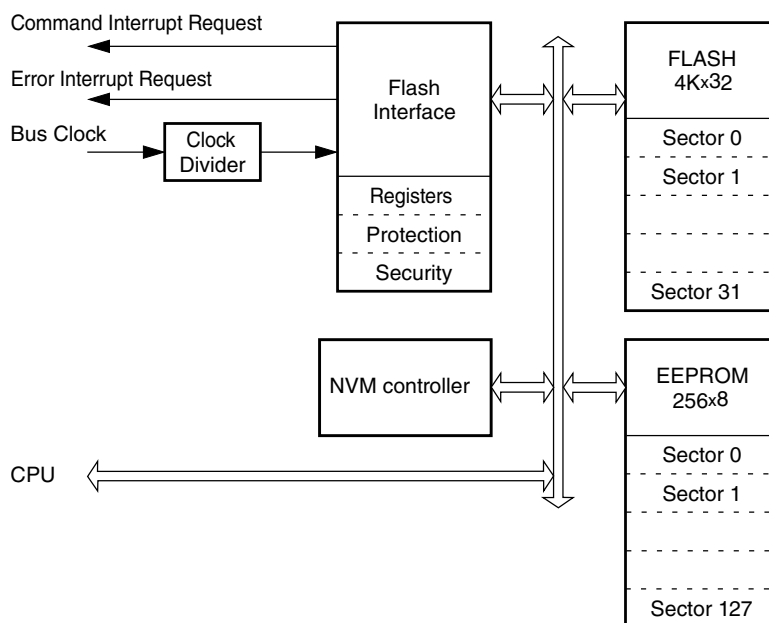 Command Interrupt Request
Error Interrupt Request
Bus Clock
Clock
Divider
Flash
Interface
Registers
Protection
Security
FLASH
4Kx32
Sector 0
Sector 1
Sector 31
NVM controller
EEPROM
256x8
Sector 0
Sector 1
Sector 127
CPU